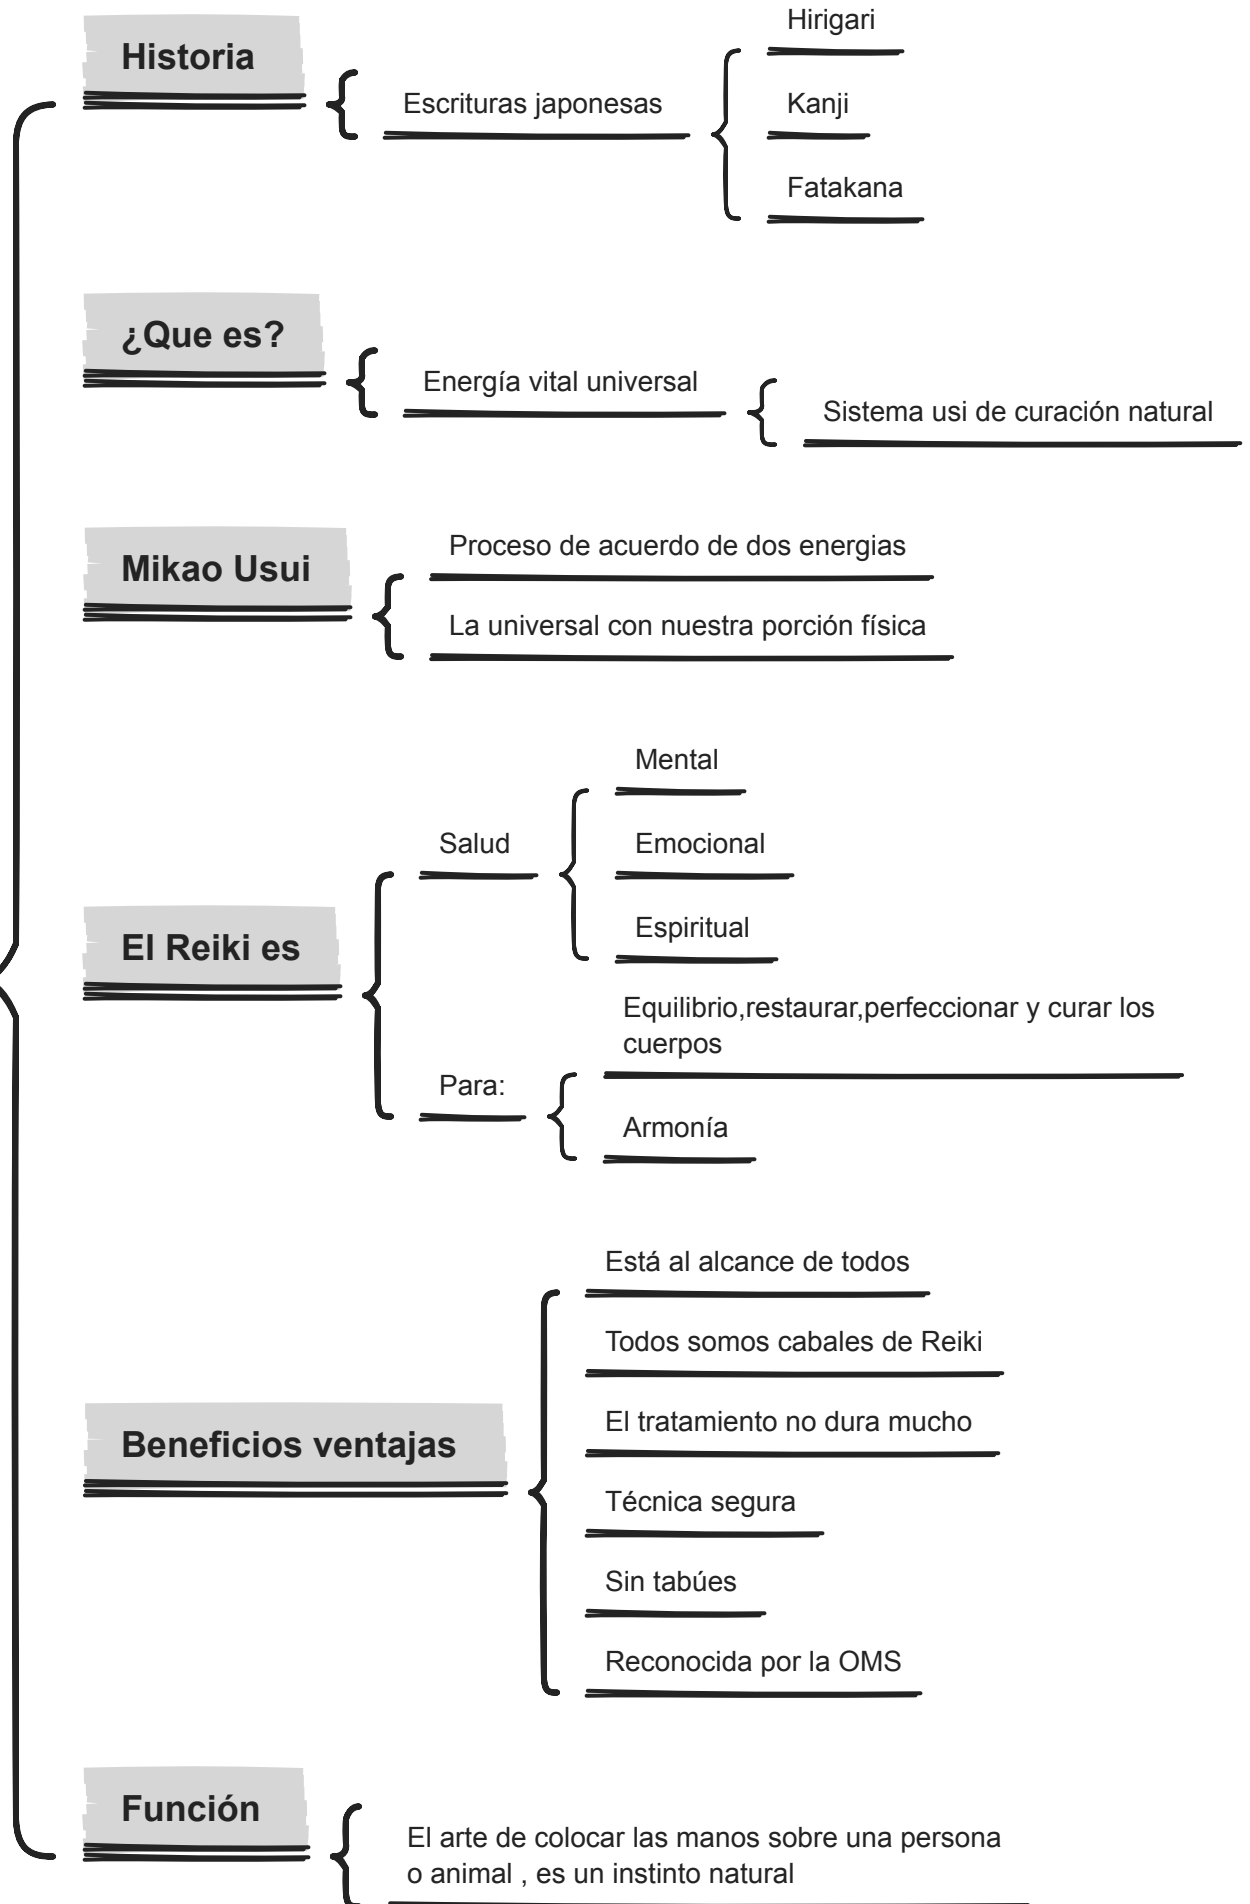 Historia
Escrituras japonesas
Hirigari
Kanji
Fatakana
¿Que es?
Energía vital universal
Sistema usi de curación natural
Mikao Usui
Proceso de acuerdo de dos energias
La universal con nuestra porción física
El Reiki es
Salud
Mental
Emocional
Espiritual
Para:
Equilibrio,restaurar,perfeccionar y curar los
cuerpos
Armonía
Beneficios ventajas
Está al alcance de todos
Todos somos cabales de Reiki
El tratamiento no dura mucho
Técnica segura
Sin tabúes
Reconocida por la OMS
Función
El arte de colocar las manos sobre una persona
o animal , es un instinto natural